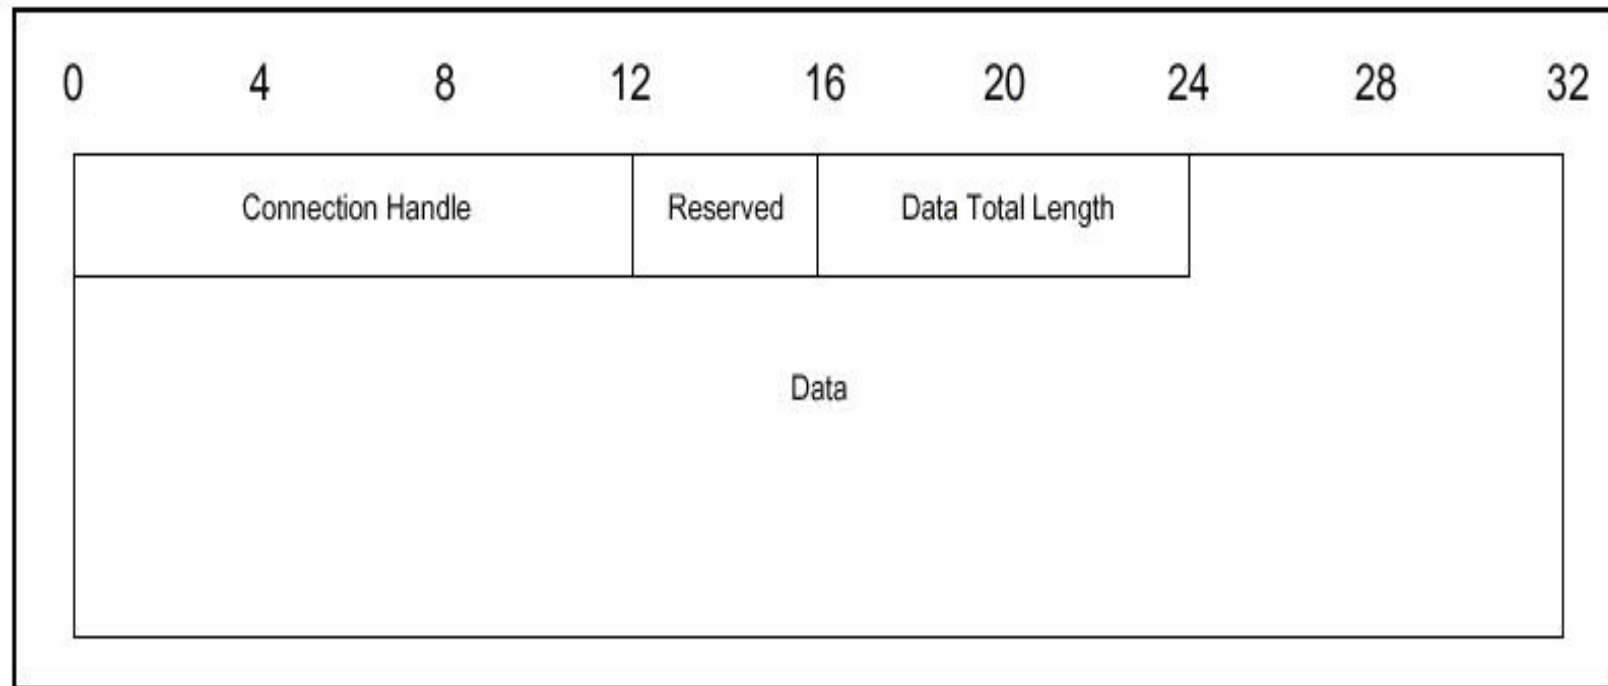 0 4 8 12 16 20 24 28 32
Connection Handle Reserved Data Total Length
Data